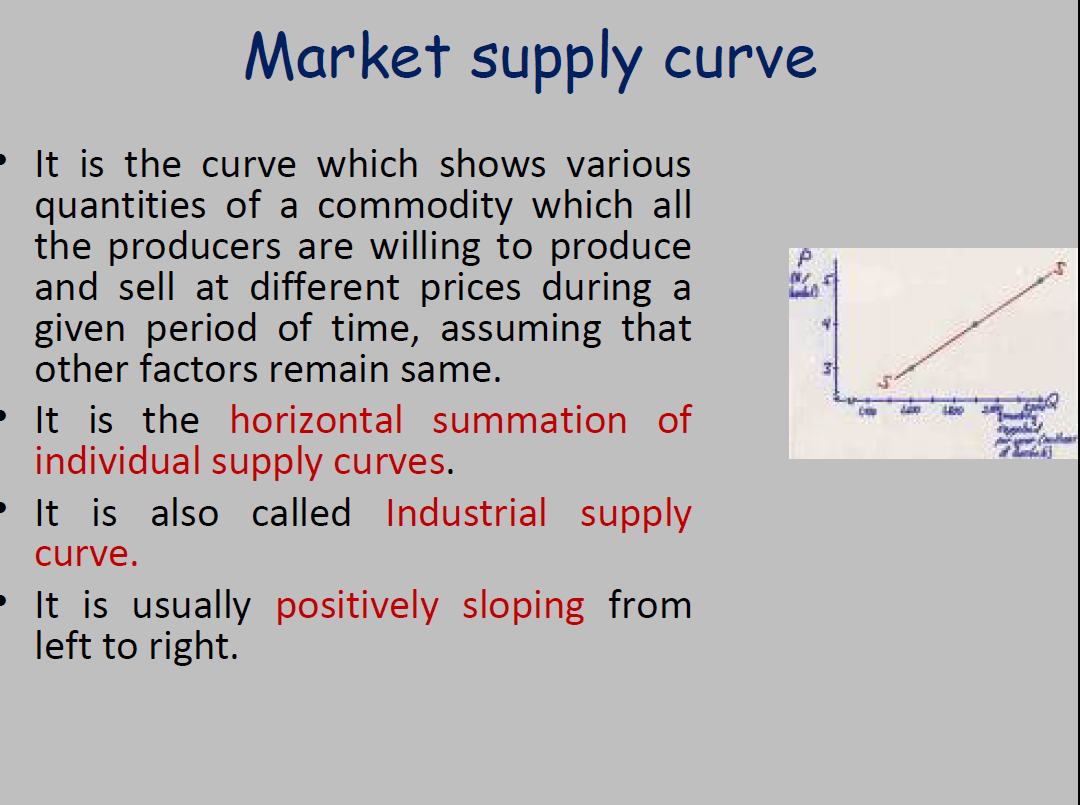 Market supply curve
• It is the curve which shows various
quantities of a commodity which all
the producers are willing to produce
and sell at different prices during a
given period of time, assuming that
other factors remain same.
• It is the horizontal summation of
individual supply curves.
• It is also called Industrial supply
curve.
• It is usually positively sloping from
left to right.
P
5
S
4
3
S
Q